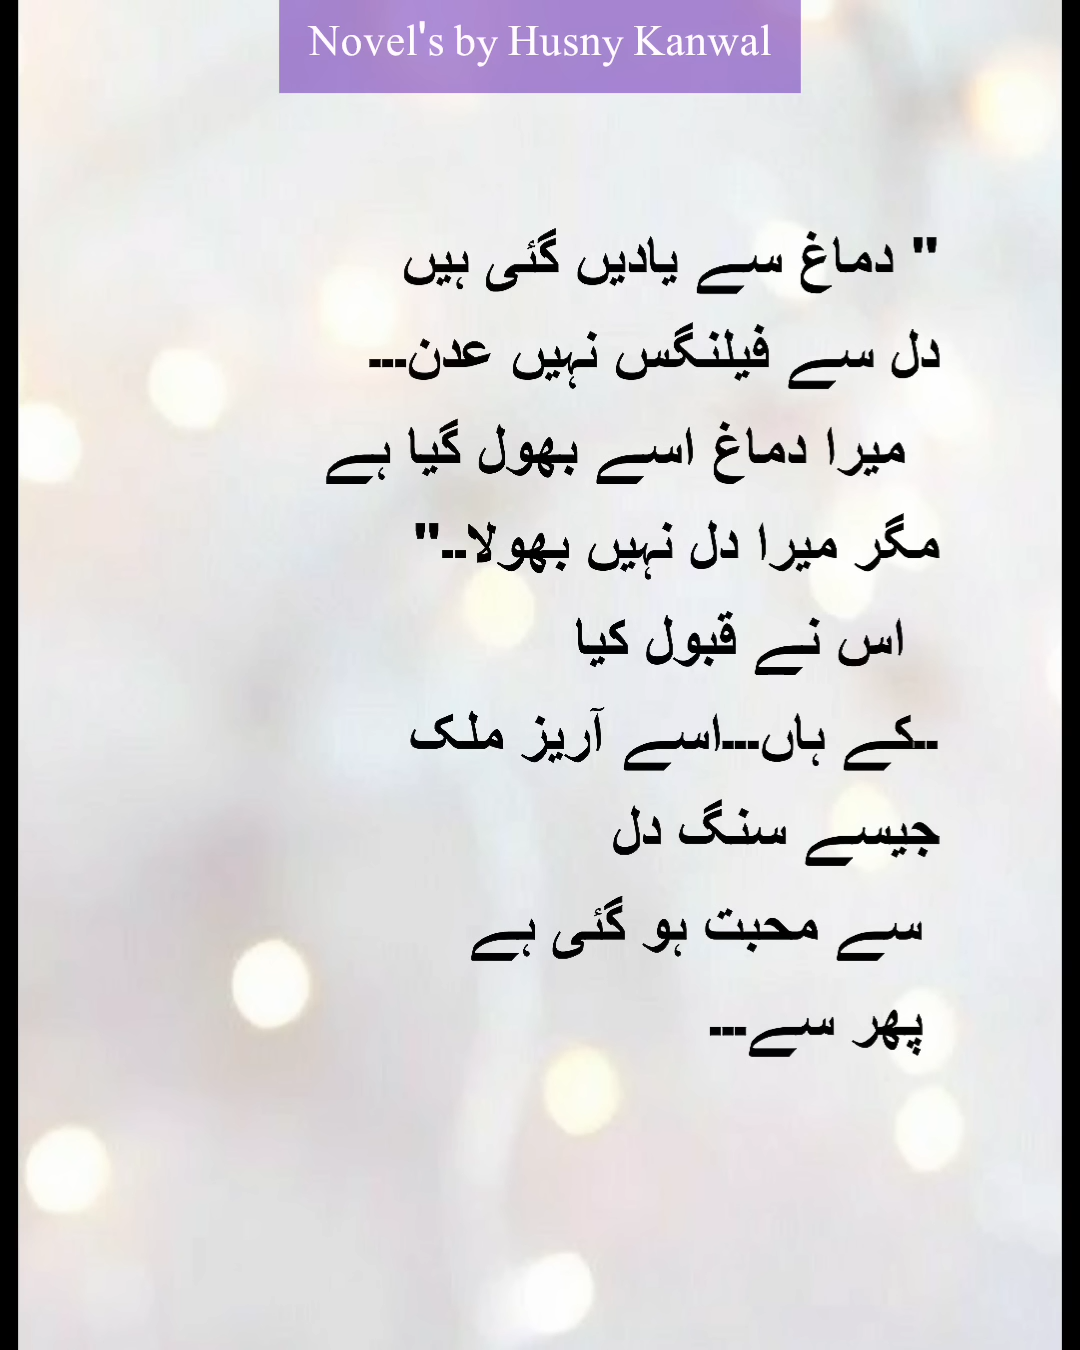 Novel's by Husny Kanwal
" دماغ سے یادیں گئی ہیں
دل سے فیلنگس نہیں عدن---
میرا دماغ اسے بھول گیا ہے
مگر میرا دل نہیں بھولا--"
اس نے قبول کیا
--کے ہاں---اسے آریز ملک
جیسے سنگ دل
سے محبت ہو گئی ہے
پھر سے---